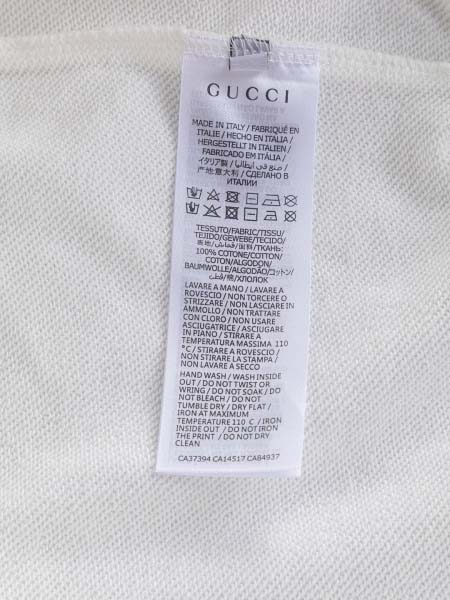 GUCCI
MADE IN ITALY / FABRIQUÉ EN
ITALIE / HECHO EN ITALIA /
HERGESTELLT IN ITALIEN /
FABRICADO EM ITÁLIA /
イタリア製 / صنع في إيطاليا /
产地意大利 / СДЕЛАНО В
ИТАЛИИ
TESSUTO/FABRIC/TISSU/
TEJIDO/GEWEBE/TECIDO/
表地/قماش/面料/ТКАНЬ:
100% COTONE/COTTON/
COTON/ALGODON/
BAUMWOLLE/ALGODÃO/コットン/
قطن/棉/ХЛОПОК
LAVARE A MANO / LAVARE A
ROVESCIO / NON TORCERE O
STRIZZARE / NON LASCIARE IN
AMMOLLO / NON TRATTARE
CON CLORO / NON USARE
ASCIUGATRICE / ASCIUGARE
IN PIANO / STIRARE A
TEMPERATURA MASSIMA 110
°C / STIRARE A ROVESCIO /
NON STIRARE LA STAMPA /
NON LAVARE A SECCO
HAND WASH / WASH INSIDE
OUT / DO NOT TWIST OR
WRING / DO NOT SOAK / DO
NOT BLEACH / DO NOT
TUMBLE DRY / DRY FLAT /
IRON AT MAXIMUM
TEMPERATURE 110 C / IRON
INSIDE OUT / DO NOT IRON
THE PRINT / DO NOT DRY
CLEAN
CA37394 CA14517 CA84937